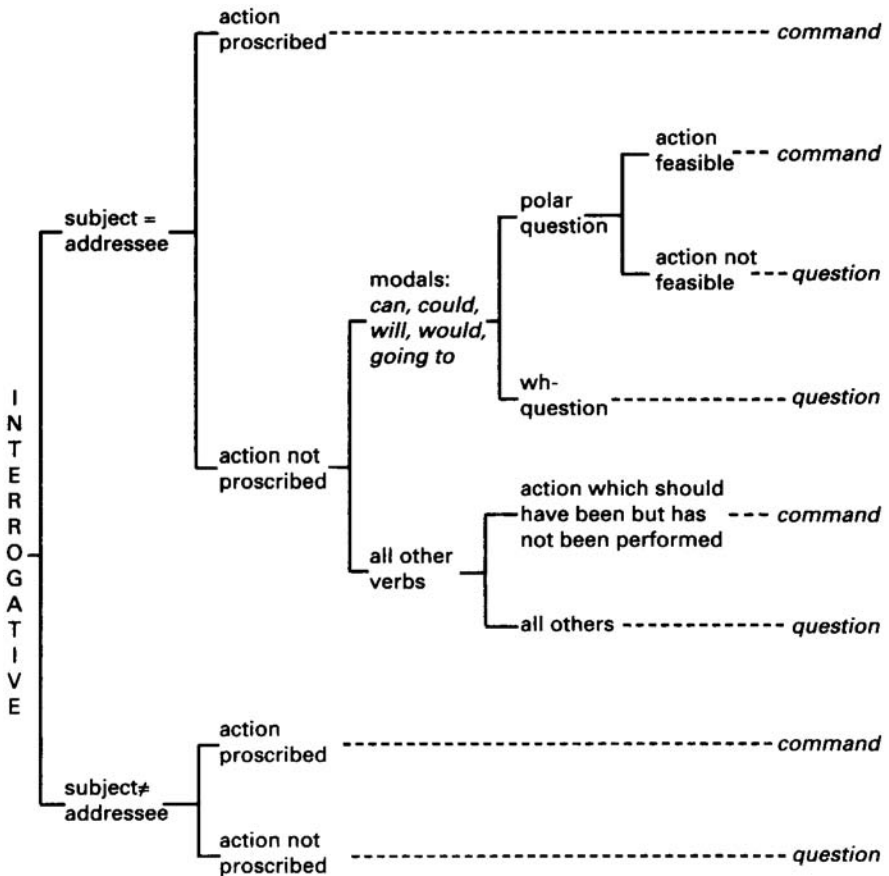 action
proscribed
command
action
feasible
command
polar
question
subject =
addressee
action not
feasible
question
modals:
can, could,
will, would,
going to
wh-
question
question
INTERROGATIVE
action not
proscribed
action which should
have been but has
not been performed
command
all other
verbs
all others
question
action
proscribed
command
subject≠
addressee
action not
proscribed
question